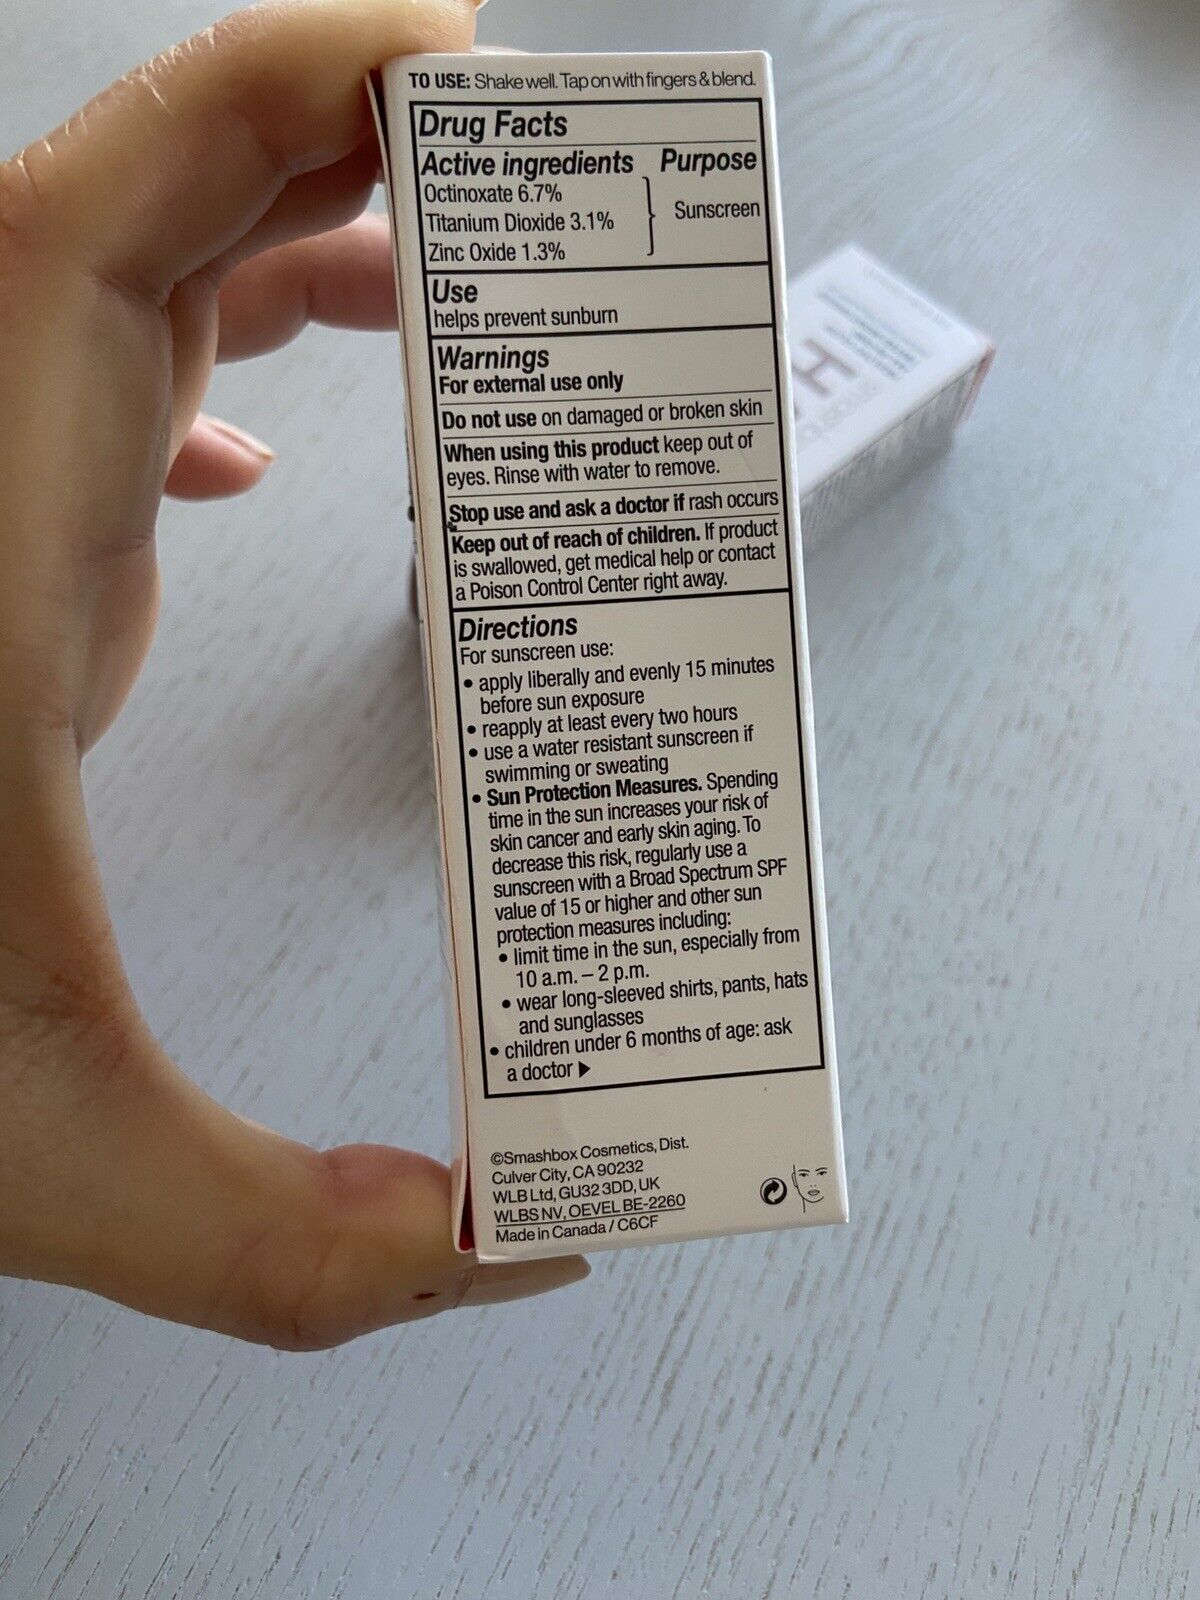 TO USE: Shake well. Tap on with fingers & blend.
Drug Facts
Active ingredients Purpose
Octinoxate 6.7%
Titanium Dioxide 3.1%
Zinc Oxide 1.3%
Sunscreen
Use
helps prevent sunburn
Warnings
For external use only
Do not use on damaged or broken skin
When using this product keep out of
eyes. Rinse with water to remove.
Stop use and ask a doctor if rash occurs
Keep out of reach of children. If product
is swallowed, get medical help or contact
a Poison Control Center right away.
Directions
For sunscreen use:
• apply liberally and evenly 15 minutes
before sun exposure
• reapply at least every two hours
• use a water resistant sunscreen if
swimming or sweating
• Sun Protection Measures. Spending
time in the sun increases your risk of
skin cancer and early skin aging. To
decrease this risk, regularly use a
sunscreen with a Broad Spectrum SPF
value of 15 or higher and other sun
protection measures including:
• limit time in the sun, especially from
10 a.m. – 2 p.m.
• wear long-sleeved shirts, pants, hats
and sunglasses
• children under 6 months of age: ask
a doctor ▶
©Smashbox Cosmetics, Dist.
Culver City, CA 90232
WLB Ltd, GU32 3DD, UK
WLBS NV, OEVEL BE-2260
Made in Canada / C6CF